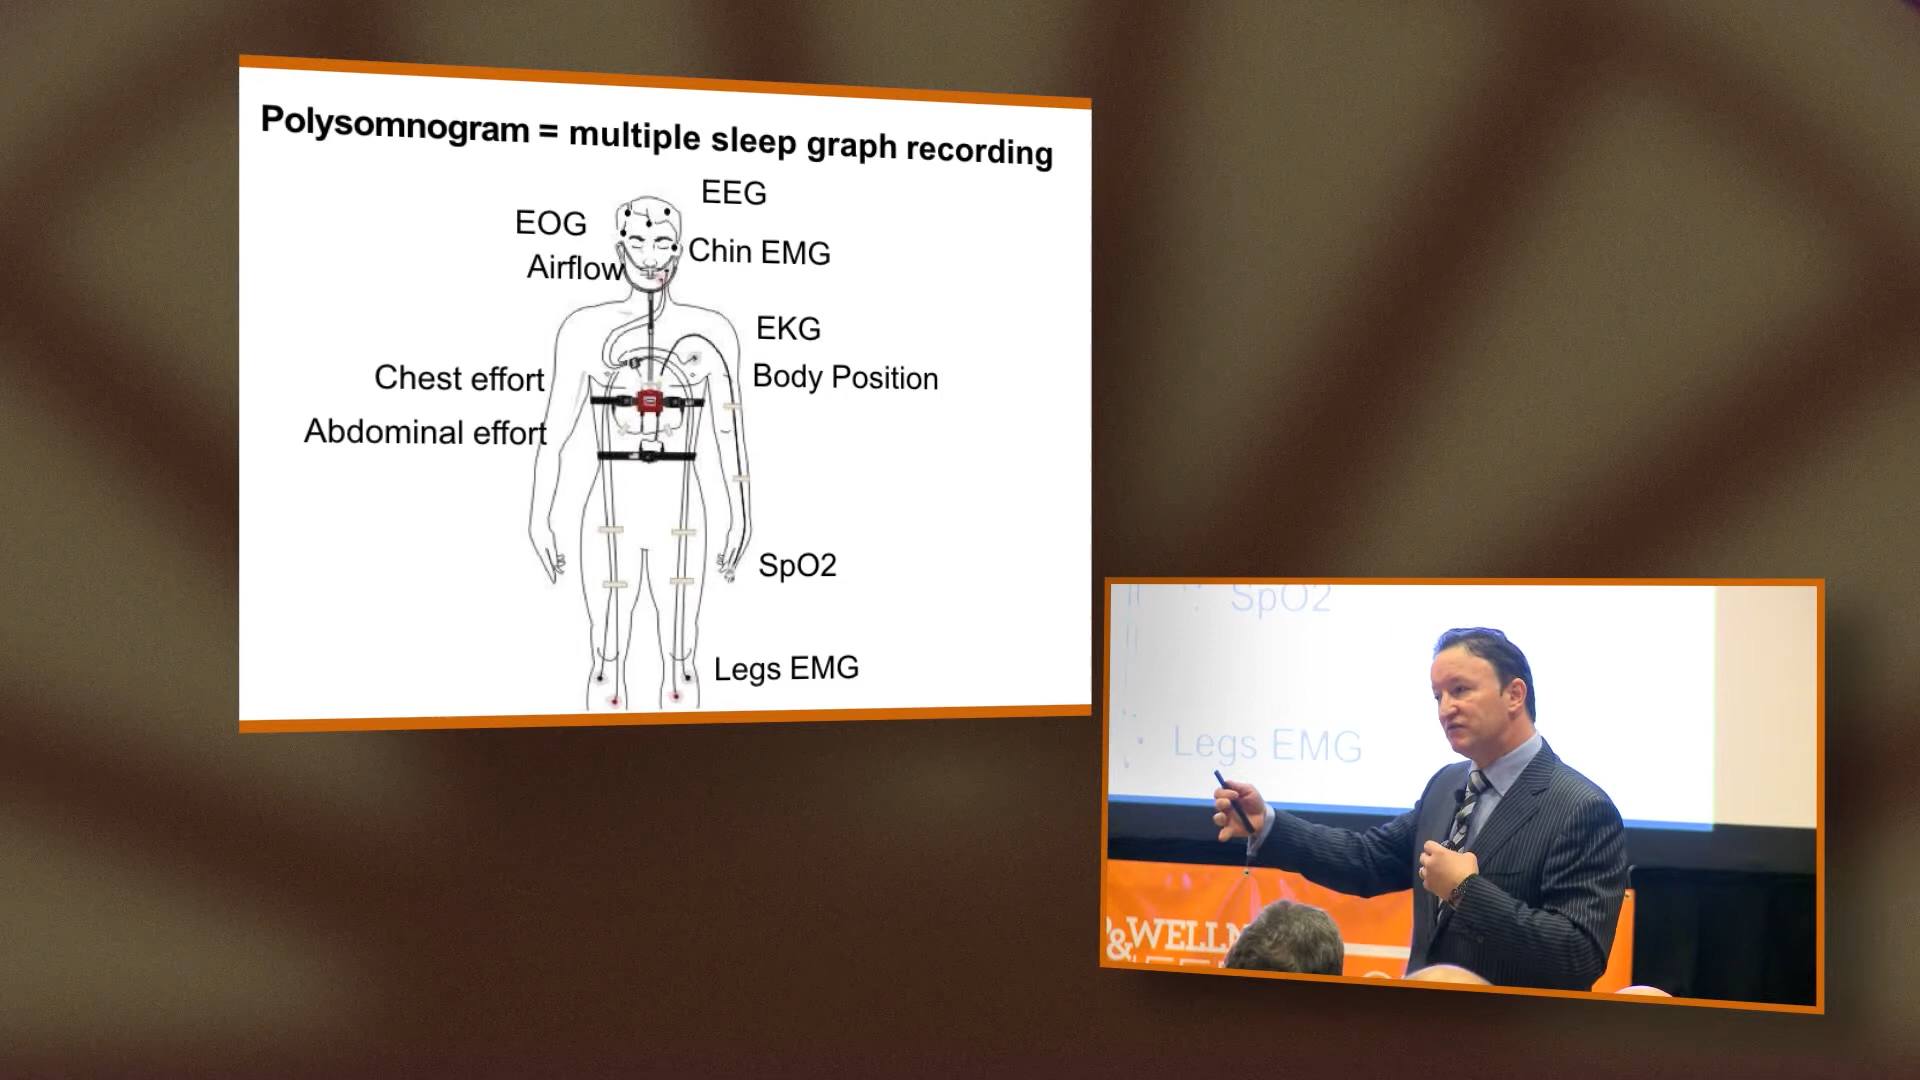 Polysomnogram = multiple sleep graph recording
EEG
EOG
Chin EMG
Airflow
EKG
Chest effort
Body Position
Abdominal effort
SpO2
Legs EMG
SpO2
Legs EMG
&WELLN